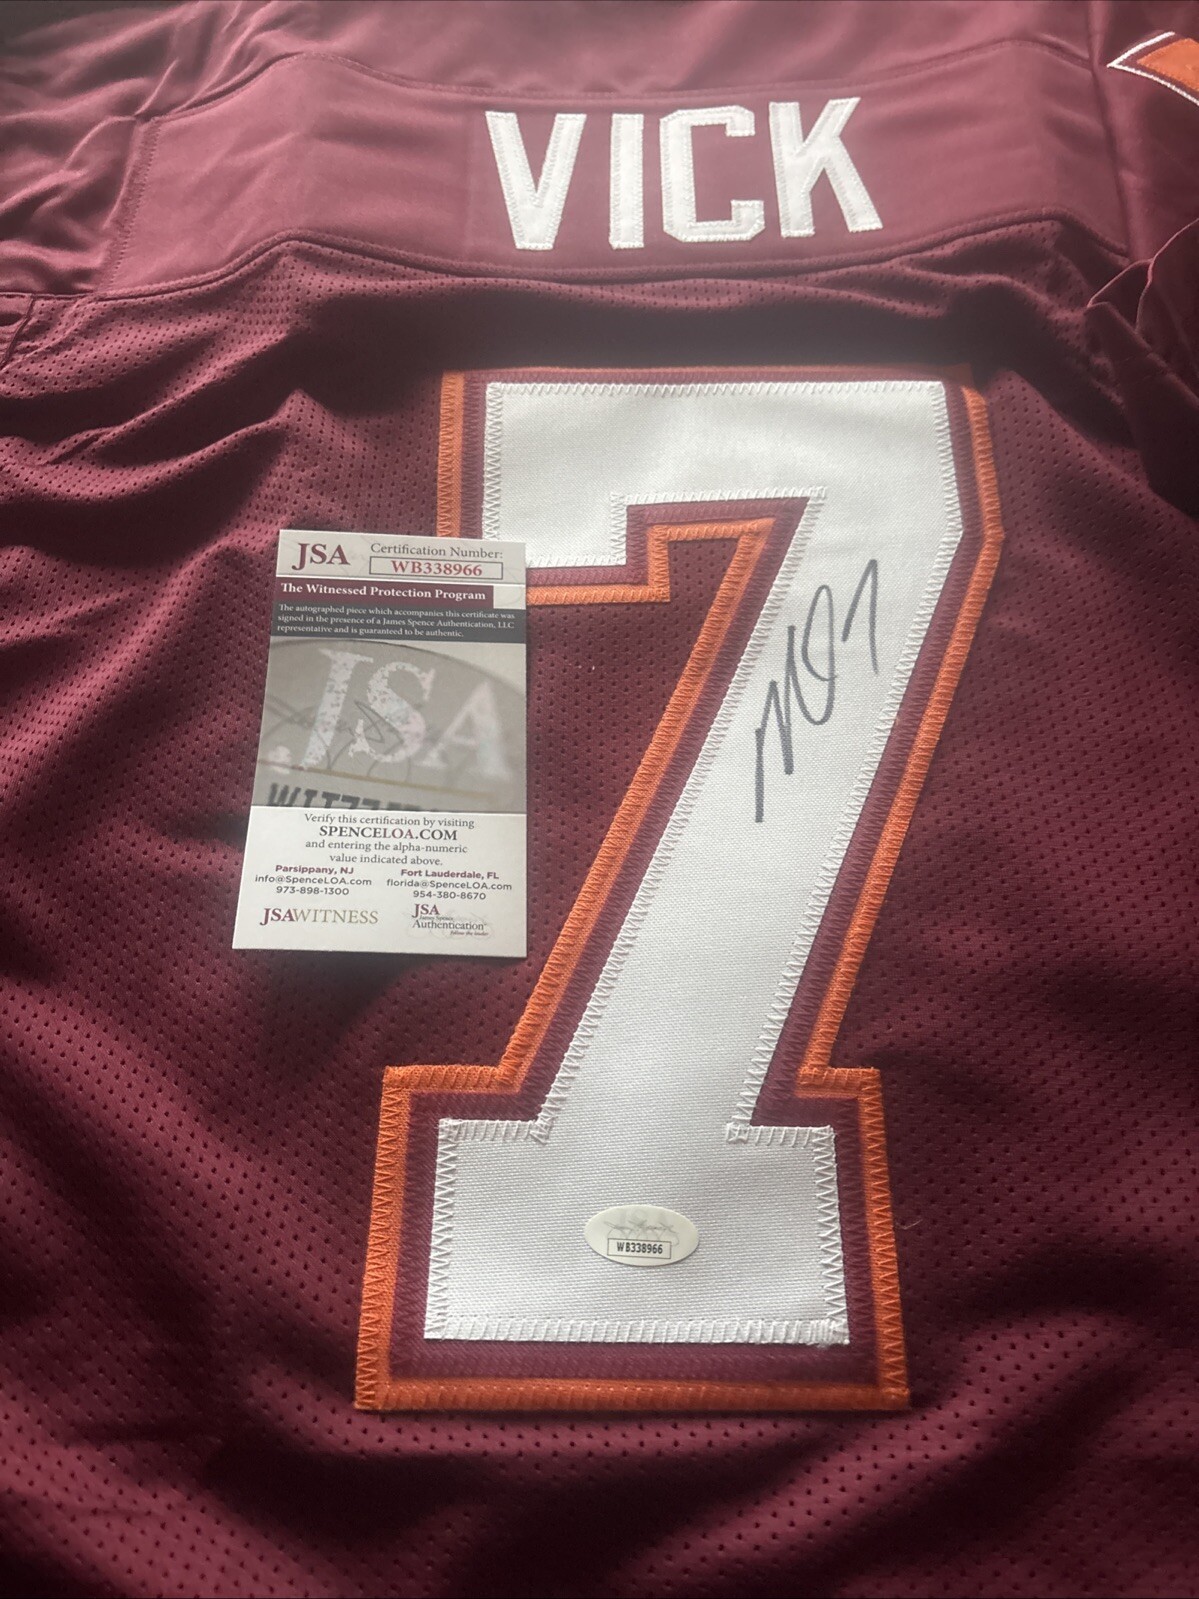 VICK
7
JSA
Certification Number:
WB338966
The Witnessed Protection Program
The autographed piece which accompanies this certificate was
signed in the presence of a James Spence Authentication, LLC
representative and is guaranteed to be authentic.
JSA
Verify this certification by visiting
SPENCELOA.COM
and entering the alpha-numeric
value indicated above.
Parsippany, NJ
info@SpenceLOA.com
973-898-1300
Fort Lauderdale, FL
florida@SpenceLOA.com
954-380-8670
JSAWITNESS
JSA
James Spence
Authentication
7
WB338966